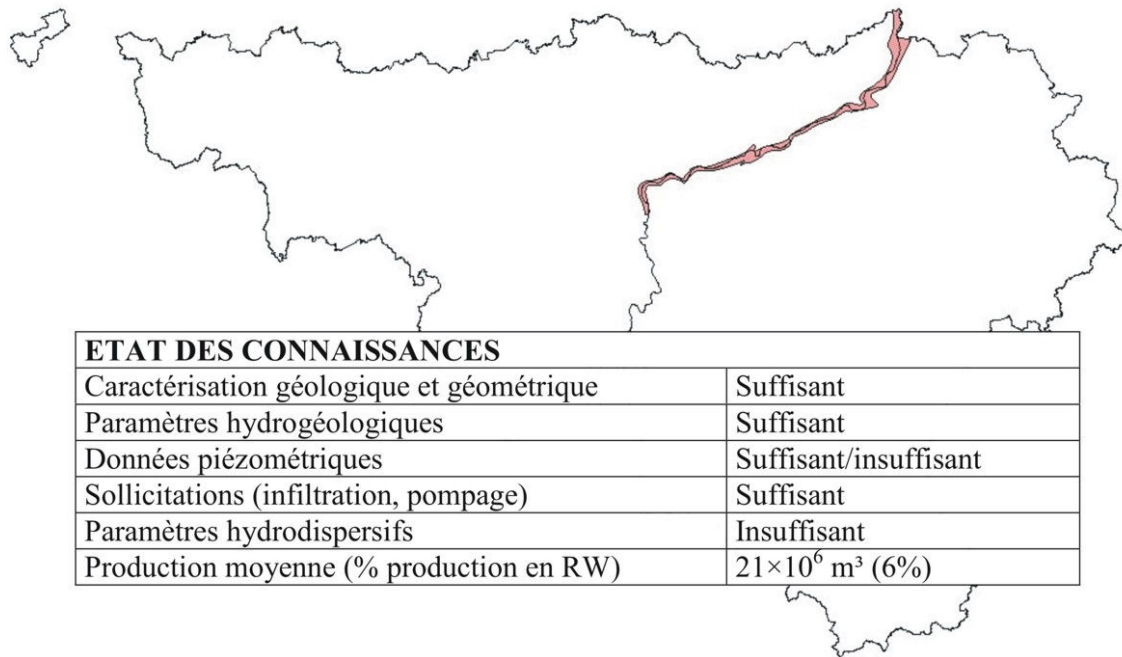 ETAT DES CONNAISSANCES
Caractérisation géologique et géométrique Suffisant
Paramètres hydrogéologiques Suffisant
Données piézométriques Suffisant/insuffisant
Sollicitations (infiltration, pompage) Suffisant
Paramètres hydrodispersifs Insuffisant
Production moyenne (% production en RW) 21×10⁶ m³ (6%)